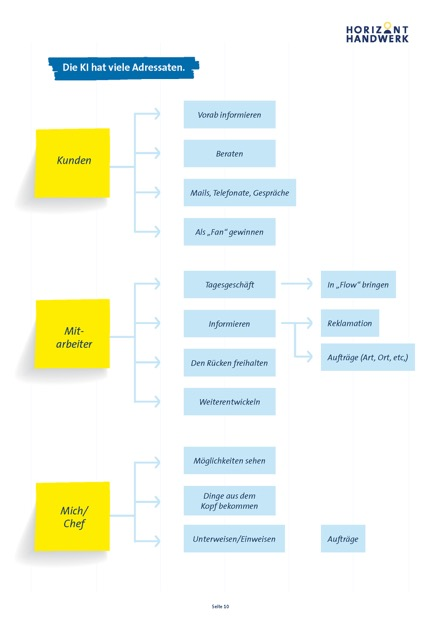 HORIZONT
HANDWERK
Die KI hat viele Adressaten.
Kunden
Vorab informieren
Beraten
Mails, Telefonate, Gespräche
Als „Fan“ gewinnen
Mit-
arbeiter
Tagesgeschäft
In „Flow“ bringen
Informieren
Reklamation
Aufträge (Art, Ort, etc,)
Den Rücken freihalten
Weiterentwickeln
Mich/
Chef
Möglichkeiten sehen
Dinge aus dem
Kopf bekommen
Unterweisen/Einweisen
Aufträge
Seite 10